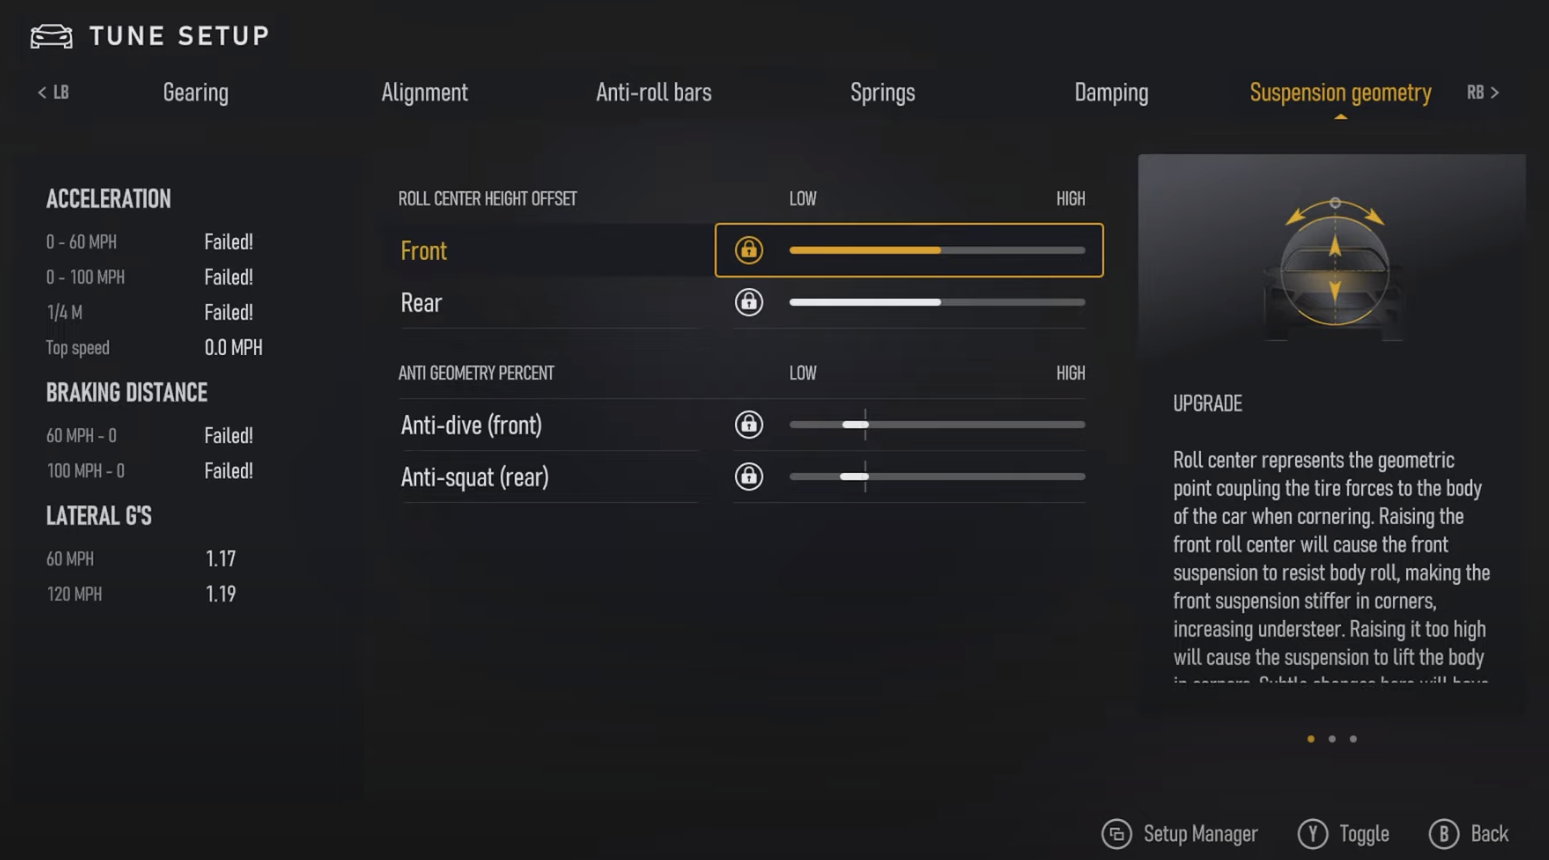 TUNE SETUP
< LB Gearing Alignment Anti-roll bars Springs Damping Suspension geometry RB >
ACCELERATION
0 - 60 MPH Failed!
0 - 100 MPH Failed!
1/4 M Failed!
Top speed 0.0 MPH
BRAKING DISTANCE
60 MPH - 0 Failed!
100 MPH - 0 Failed!
LATERAL G'S
60 MPH 1.17
120 MPH 1.19
ROLL CENTER HEIGHT OFFSET LOW HIGH
Front
Rear
ANTI GEOMETRY PERCENT LOW HIGH
Anti-dive (front)
Anti-squat (rear)
UPGRADE
Roll center represents the geometric
point coupling the tire forces to the body
of the car when cornering. Raising the
front roll center will cause the front
suspension to resist body roll, making the
front suspension stiffer in corners,
increasing understeer. Raising it too high
will cause the suspension to lift the body
in corners. Subtle changes here will have
Setup Manager Y Toggle B Back